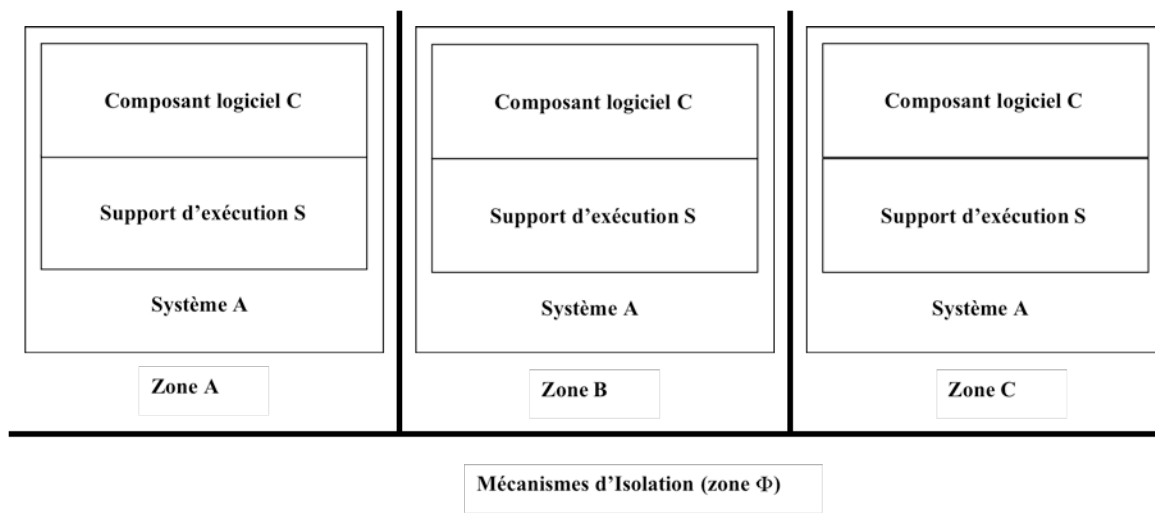 Composant logiciel C
Support d'exécution S
Système A
Zone A
Composant logiciel C
Support d'exécution S
Système A
Zone B
Composant logiciel C
Support d'exécution S
Système A
Zone C
Mécanismes d'Isolation (zone Φ)